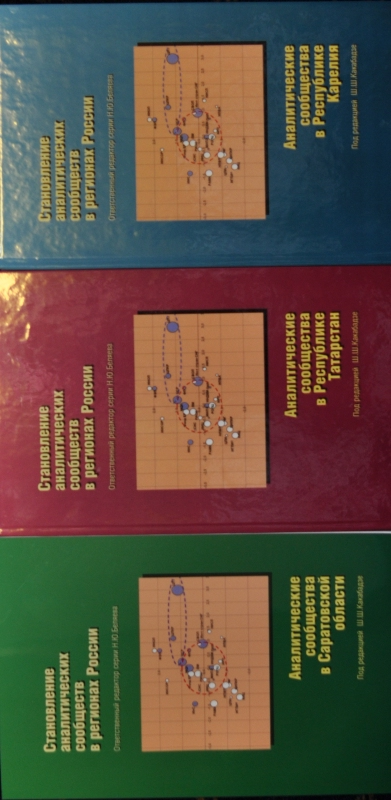 Становление
аналитических
сообществ
в регионах России
Ответственный редактор серии Н.Ю.Беляева
Аналитические
сообщества
в Республике
Карелия
Под редакцией Ш.Ш.Какабадзе
Становление
аналитических
сообществ
в регионах России
Ответственный редактор серии Н.Ю.Беляева
Аналитические
сообщества
в Республике
Татарстан
Под редакцией Ш.Ш.Какабадзе
Становление
аналитических
сообществ
в регионах России
Ответственный редактор серии Н.Ю.Беляева
Аналитические
сообщества
в Саратовской
области
Под редакцией Ш.Ш.Какабадзе